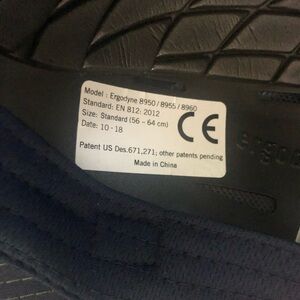 Model : Ergodyne 8950 / 8955 / 8960
Standard: EN 812: 2012
Size: Standard (56 - 64 cm)
Date: 10 - 18
CE
Patent US Des.671,271; other patents pending
Made in China